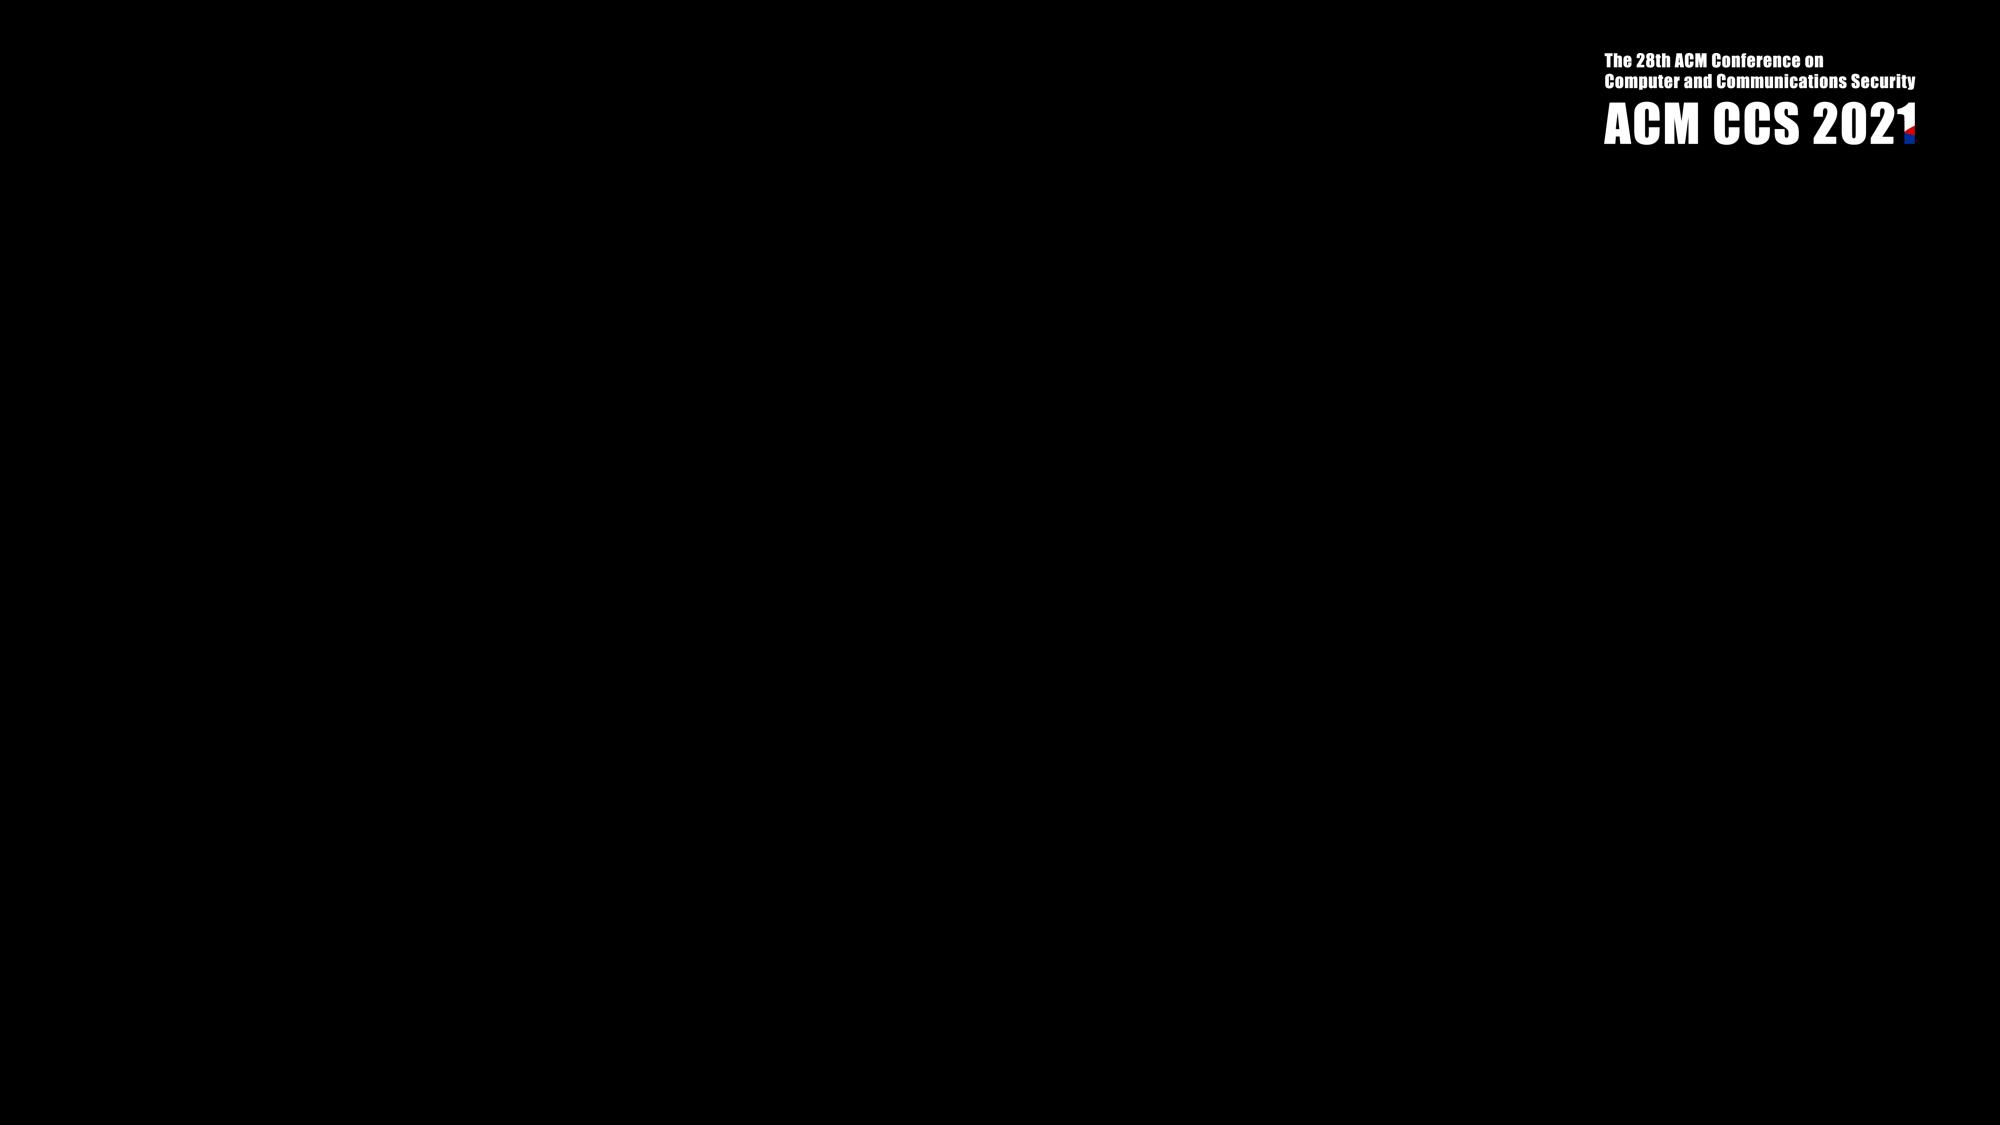 The 28th ACM Conference on
Computer and Communications Security
ACM CCS 2021